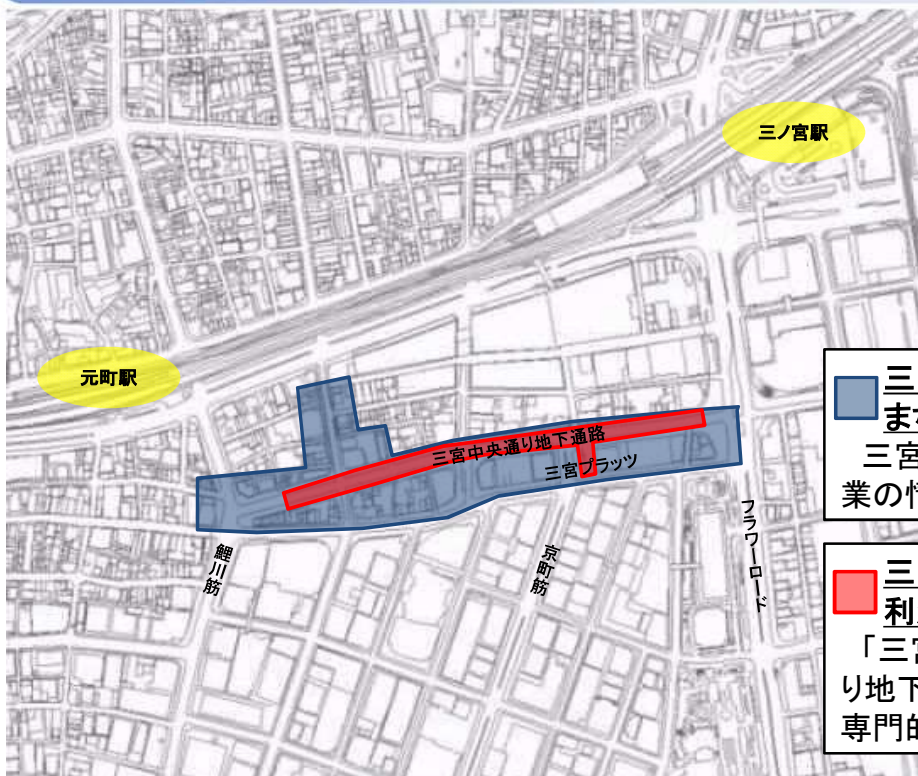 三ノ宮駅
元町駅
三宮中央通り地下通路
三宮プラッツ
鯉川筋
京町筋
フラワーロード
三
まち
三宮
業の情
三
利
「三宮
り地下
専門的